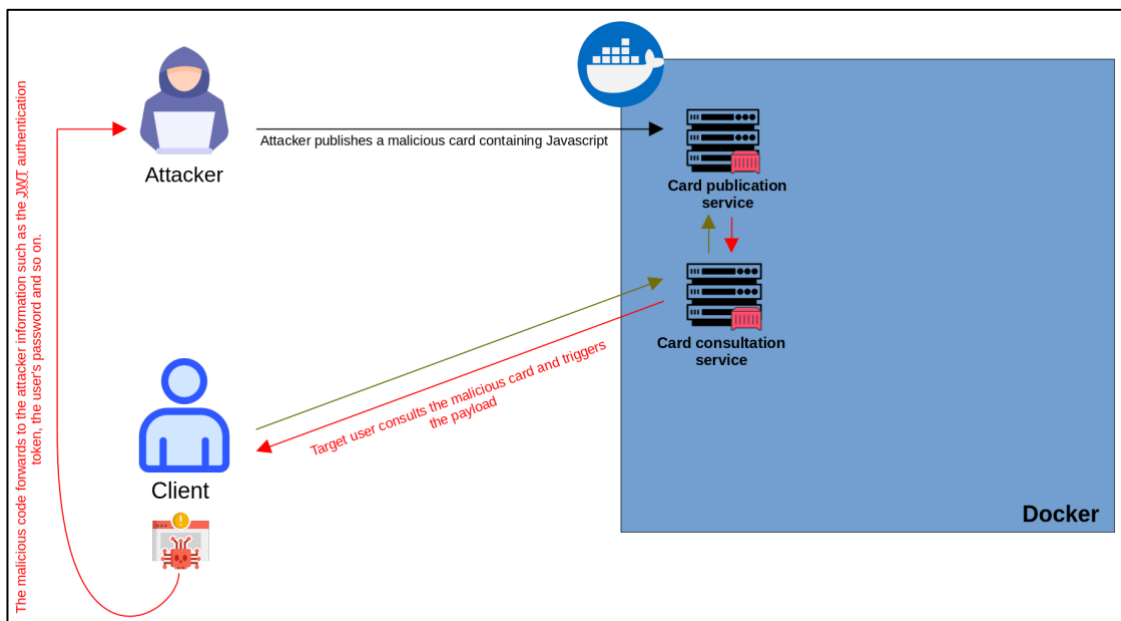 The malicious code forwards to the attacker information such as the JWT authentication
token, the user's password and so on.
Attacker
Attacker publishes a malicious card containing Javascript
Card publication
service
Card consultation
service
Target user consults the malicious card and triggers
the payload
Client
Docker